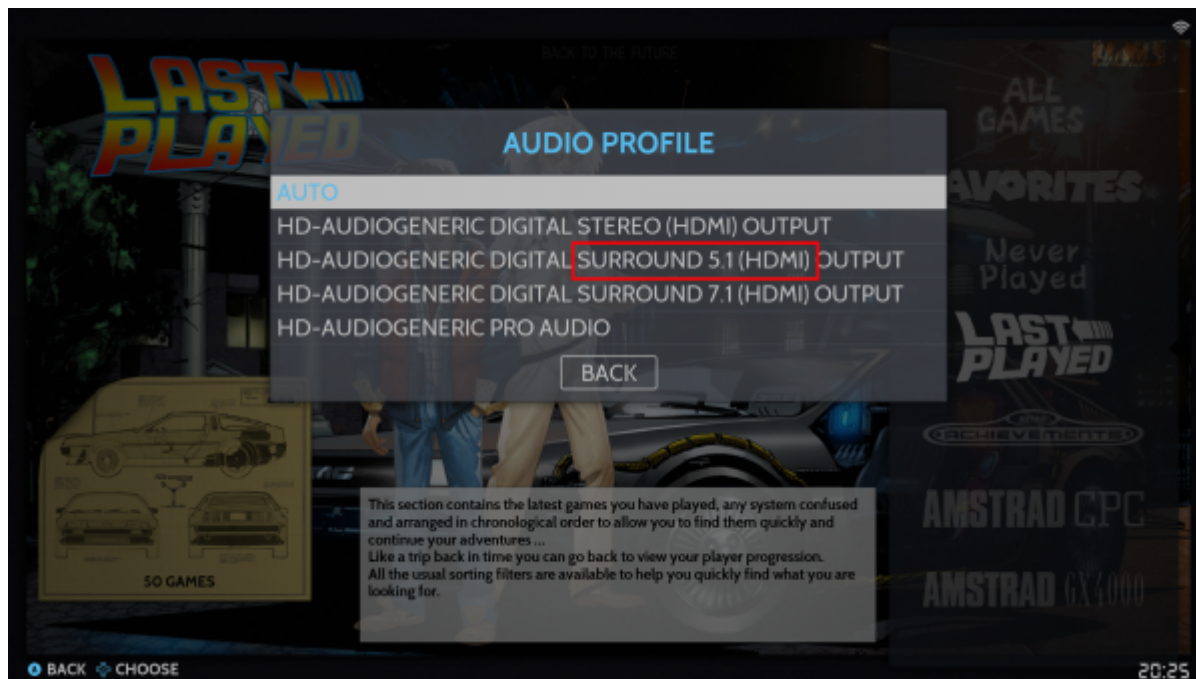 BACK TO THE FUTURE
LAST
PLAYED
ALL
GAMES
AUDIO PROFILE
AUTO
HD-AUDIOGENERIC DIGITAL STEREO (HDMI) OUTPUT
HD-AUDIOGENERIC DIGITAL SURROUND 5.1 (HDMI) OUTPUT
HD-AUDIOGENERIC DIGITAL SURROUND 7.1 (HDMI) OUTPUT
HD-AUDIOGENERIC PRO AUDIO
BACK
AVORITES
Never
Played
LAST
PLAYED
ACHIEVEMENTS
AMSTRAD CPC
AMSTRAD GX4000
50 GAMES
This section contains the latest games you have played, any system confused
and arranged in chronological order to allow you to find them quickly and
continue your adventures ...
Like a trip back in time you can go back to view your player progression.
All the usual sorting filters are available to help you quickly find what you are
looking for.
BACK CHOOSE
20:25